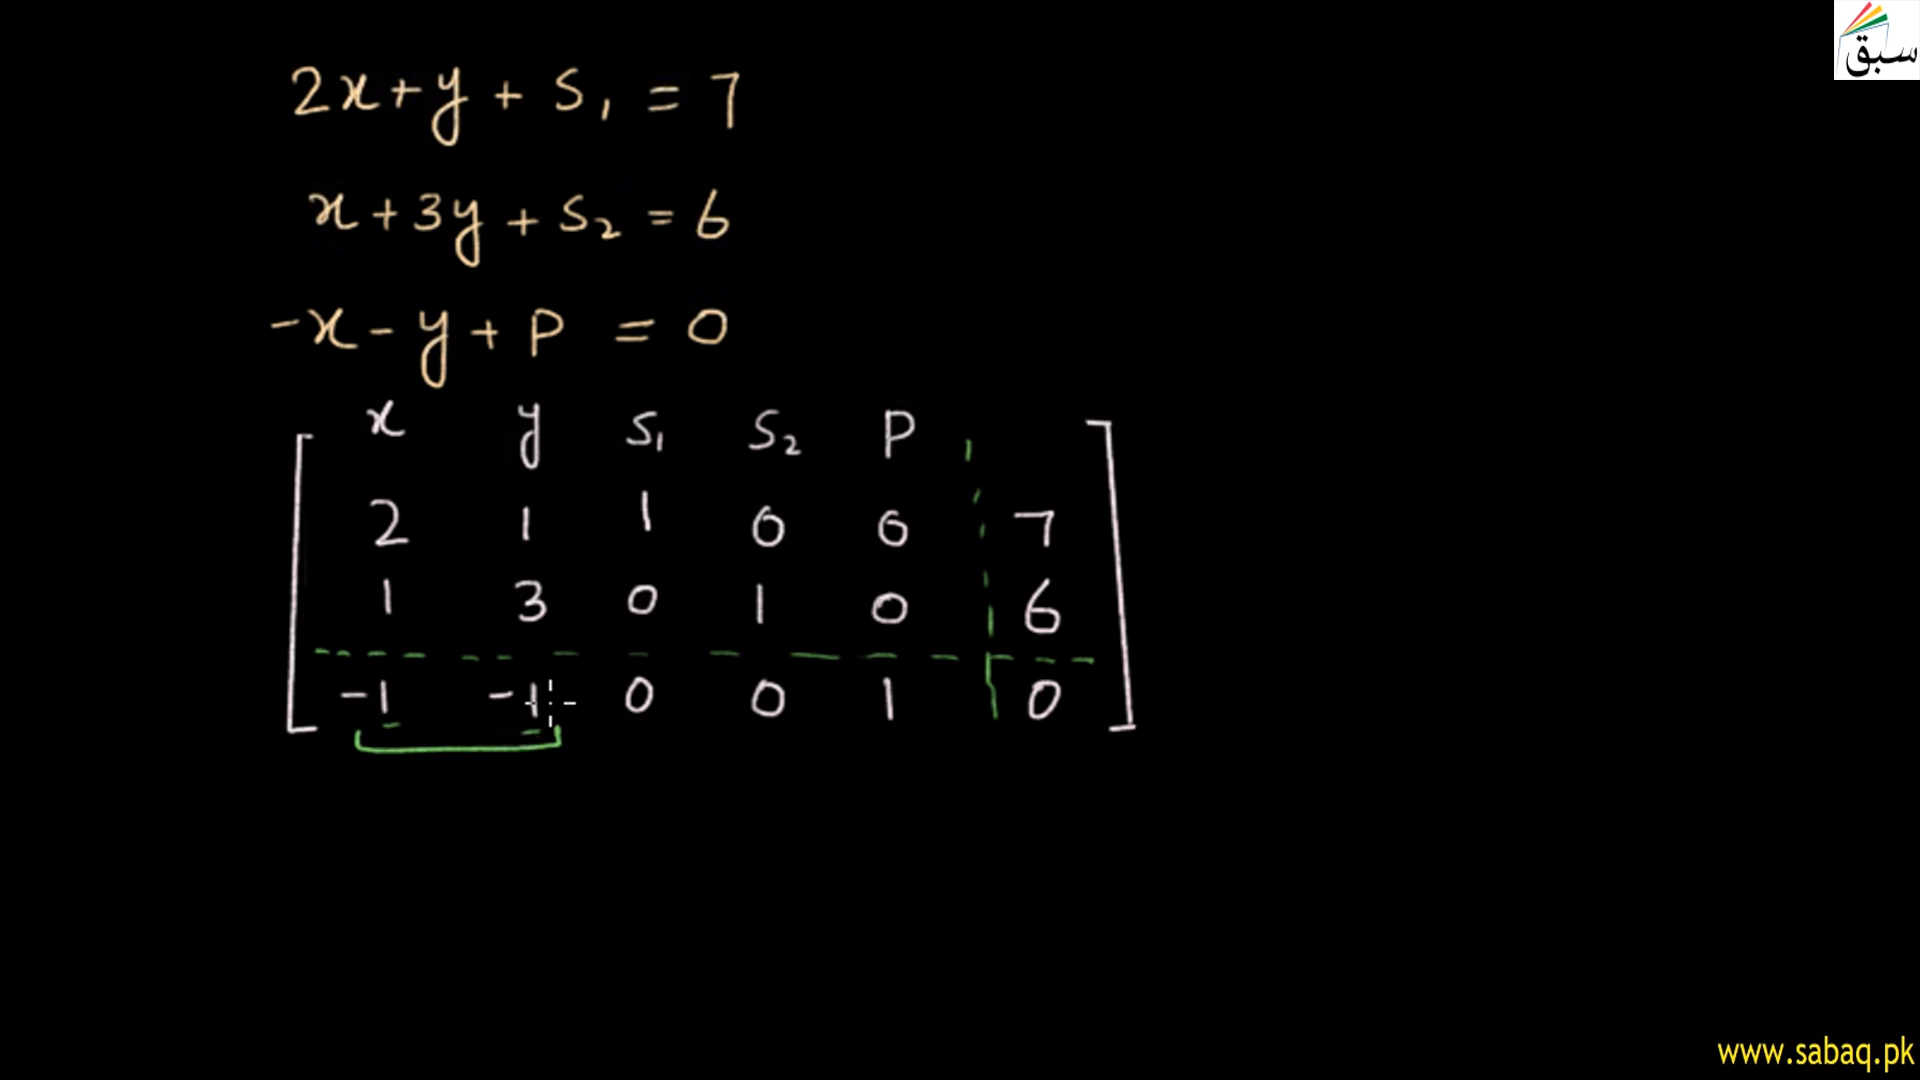 سبق
2x + y + S₁ = 7
x + 3y + S₂ = 6
-x - y + P = 0
x y S₁ S₂ P
2 1 1 0 0 7
1 3 0 1 0 6
-1 -1 0 0 1 0
www.sabaq.pk